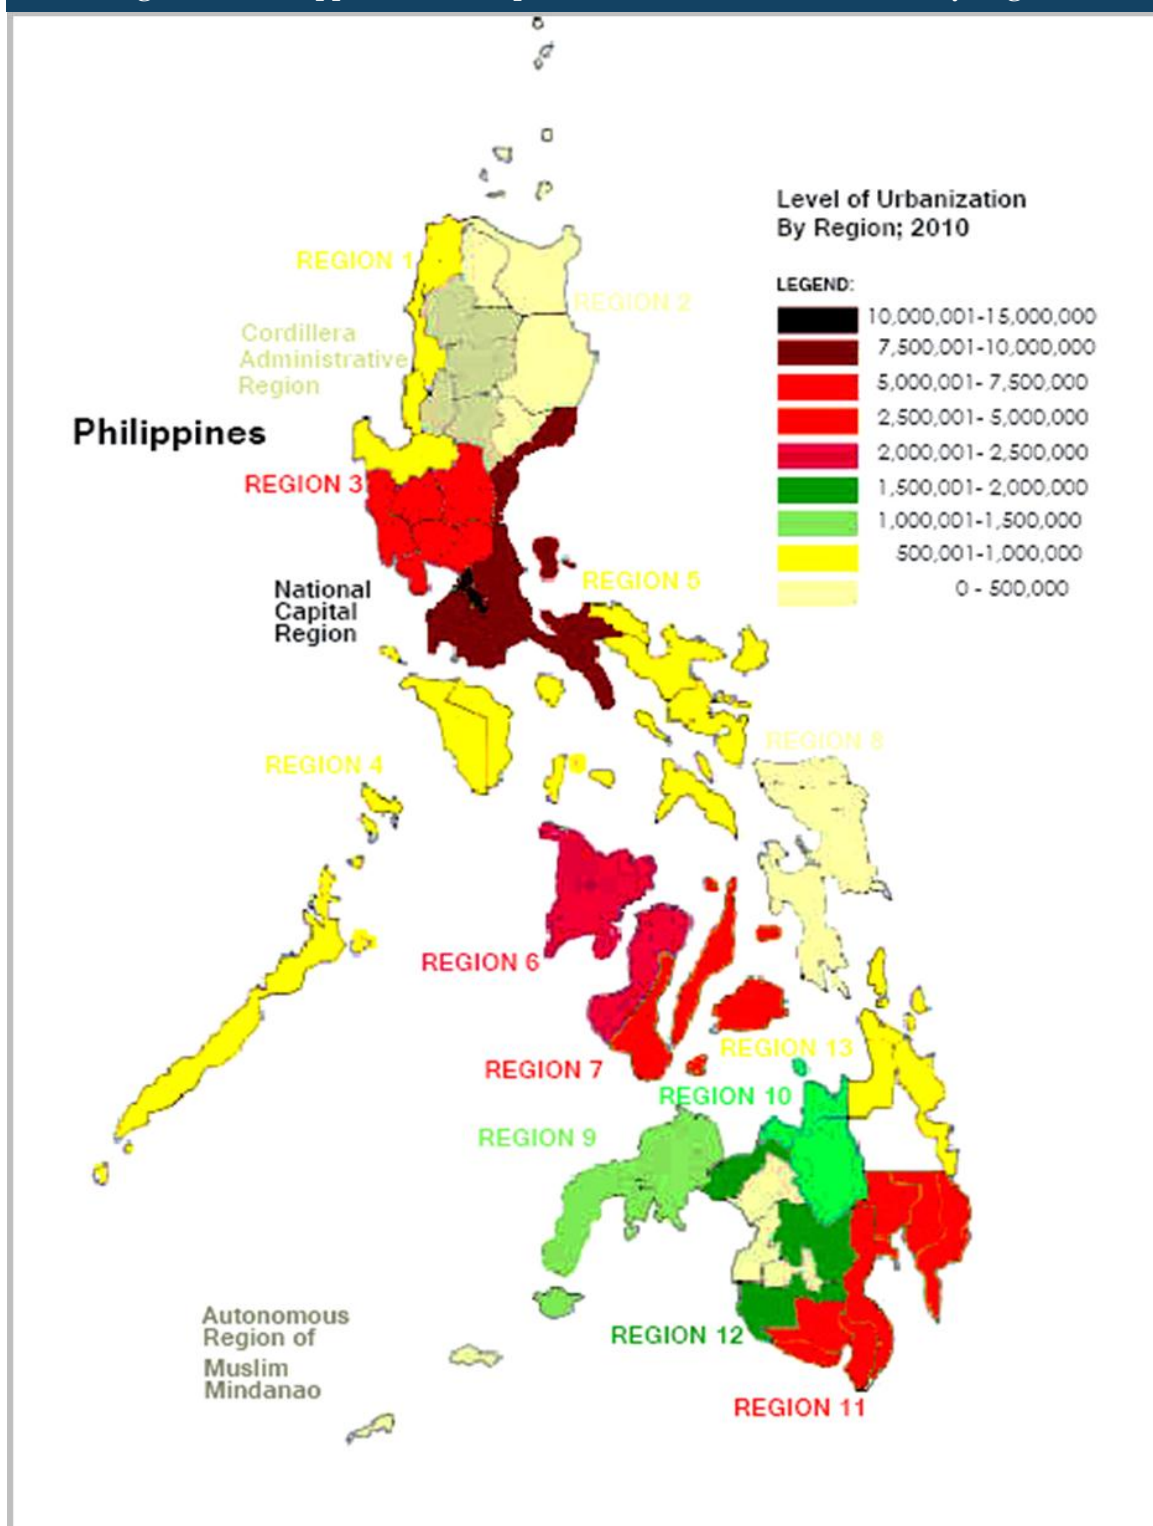 Level of Urbanization
By Region; 2010
LEGEND:
10,000,001-15,000,000
7,500,001-10,000,000
5,000,001- 7,500,000
2,500,001- 5,000,000
2,000,001- 2,500,000
1,500,001- 2,000,000
1,000,001-1,500,000
500,001-1,000,000
0 - 500,000
REGION 1
REGION 2
Cordillera
Administrative
Region
Philippines
REGION 3
National
Capital
Region
REGION 5
REGION 4
REGION 8
REGION 6
REGION 7
REGION 13
REGION 10
REGION 9
REGION 12
Autonomous
Region of
Muslim
Mindanao
REGION 11